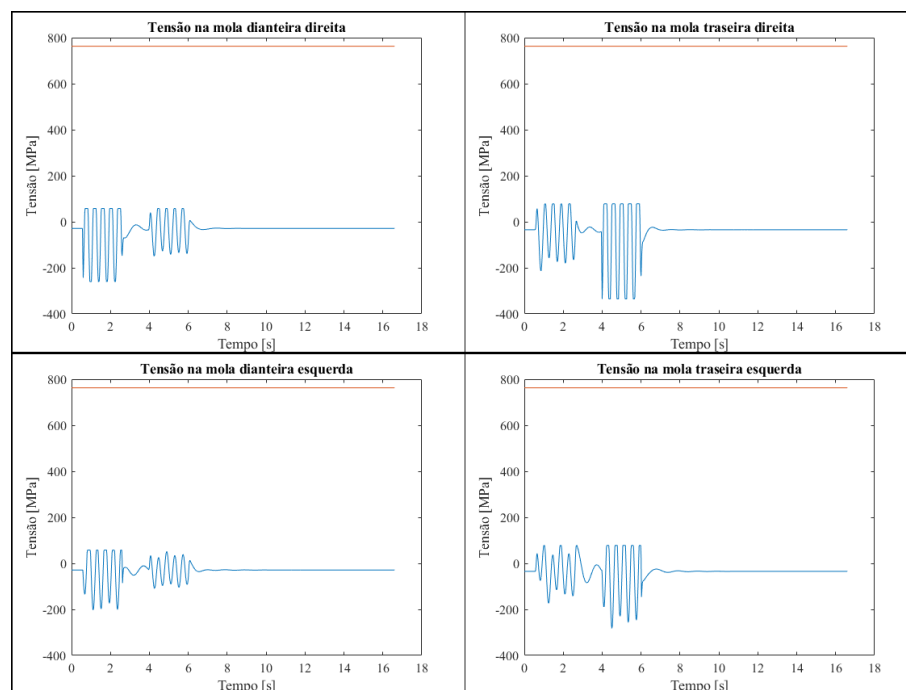 Tensão na mola dianteira direita
800
600
400
200
0
-200
-400
Tensão [MPa]
0 2 4 6 8 10 12 14 16 18
Tempo [s]
Tensão na mola traseira direita
800
600
400
200
0
-200
-400
Tensão [MPa]
0 2 4 6 8 10 12 14 16 18
Tempo [s]
Tensão na mola dianteira esquerda
800
600
400
200
0
-200
-400
Tensão [MPa]
0 2 4 6 8 10 12 14 16 18
Tempo [s]
Tensão na mola traseira esquerda
800
600
400
200
0
-200
-400
Tensão [MPa]
0 2 4 6 8 10 12 14 16 18
Tempo [s]